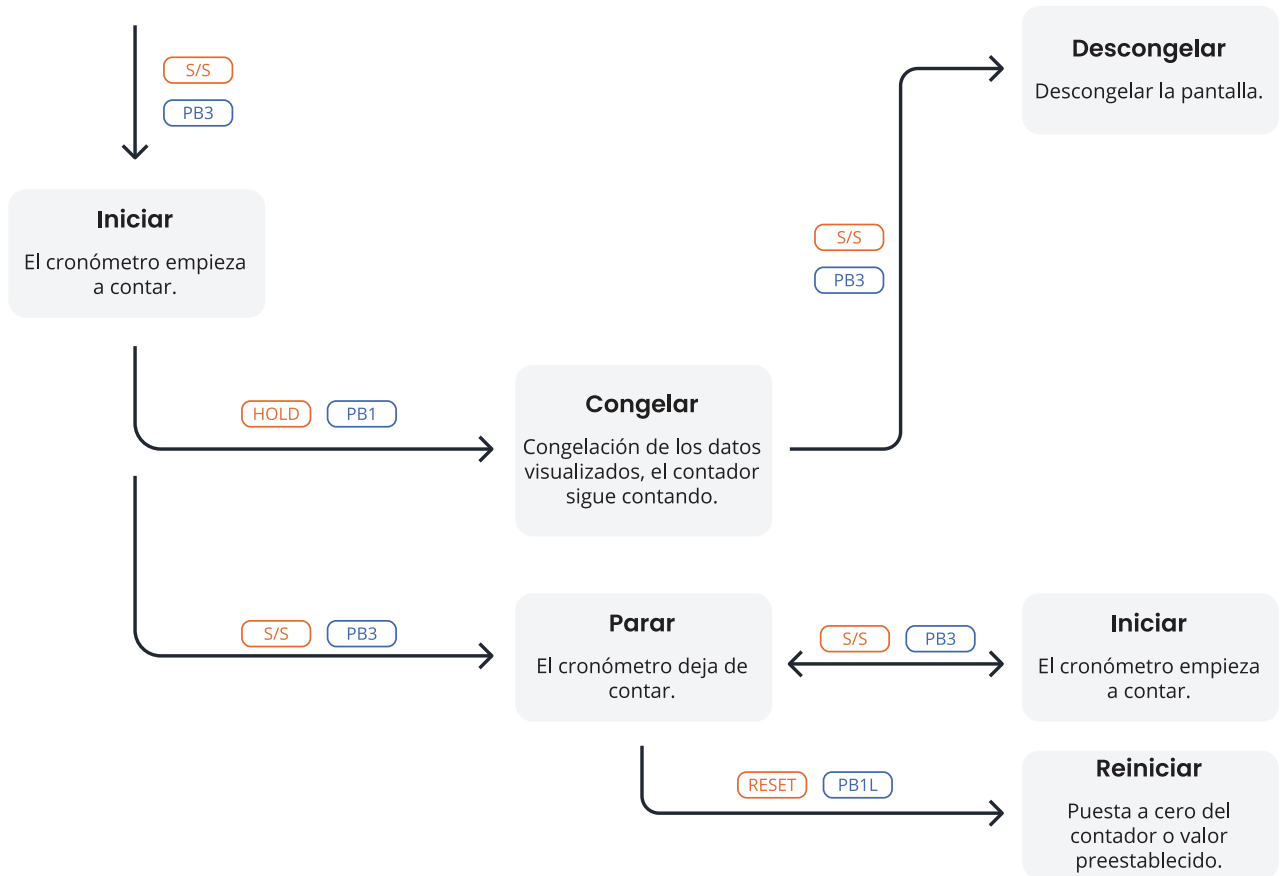 S/S
PB3
Descongelar
Descongelar la pantalla.
Iniciar
El cronómetro empieza
a contar.
S/S
PB3
HOLD PB1
Congelar
Congelación de los datos
visualizados, el contador
sigue contando.
S/S PB3
Parar
El cronómetro deja de
contar.
S/S PB3
Iniciar
El cronómetro empieza
a contar.
RESET PB1L
Reiniciar
Puesta a cero del
contador o valor
preestablecido.